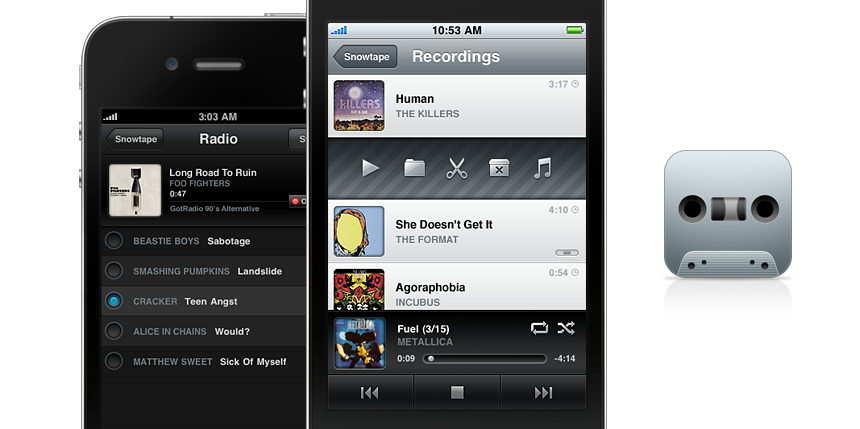 3:03 AM
Snowtape
Radio
Long Road To Ruin
FOO FIGHTERS
0:47
GotRadio 90's Alternative
BEASTIE BOYS Sabotage
SMASHING PUMPKINS Landslide
CRACKER Teen Angst
ALICE IN CHAINS Would?
MATTHEW SWEET Sick Of Myself
10:53 AM
Snowtape
Recordings
3:17
KILLERS
Human
THE KILLERS
4:10
She Doesn't Get It
THE FORMAT
0:54
Agoraphobia
INCUBUS
METALLICA
Fuel (3/15)
METALLICA
0:09
-4:14